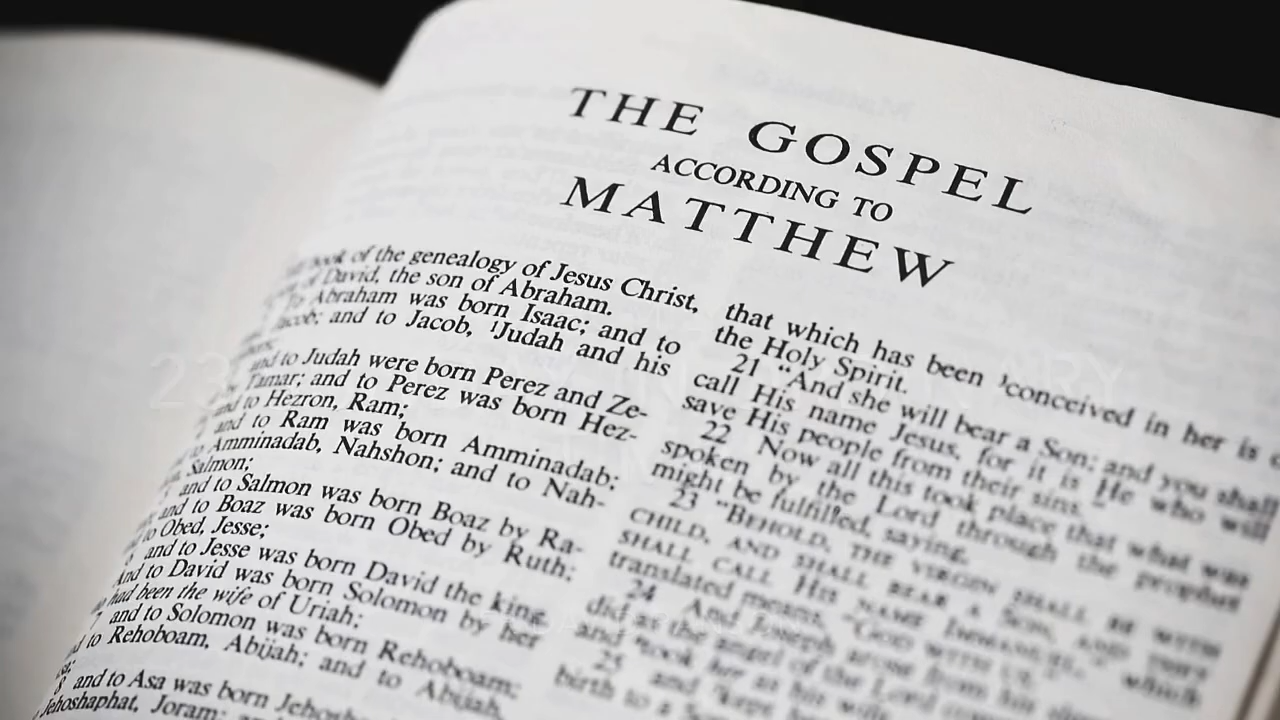 THE GOSPEL
ACCORDING TO
MATTHEW
book of the genealogy of Jesus Christ,
of David, the son of Abraham.
To Abraham was born Isaac; and to
Jacob; and to Jacob, ¹Judah and his
and to Judah were born Perez and Ze-
Tamar; and to Perez was born Hez-
and to Hezron, Ram;
and to Ram was born Amminadab;
Amminadab, Nahshon; and to Nah-
Salmon;
and to Salmon was born Boaz by Ra-
and to Boaz was born Obed by Ruth;
to Obed, Jesse;
and to Jesse was born David the king.
And to David was born Solomon by her
had been the wife of Uriah;
7 and to Solomon was born Rehoboam;
to Rehoboam, Abijah; and to Abijah,
8 and to Asa was born
Jehoshaphat, Joram;
that which has been conceived in her is
the Holy Spirit.
21 "And she will bear a Son; and you shall
call His name Jesus, for it is He who will
save His people from their sins."
22 Now all this took place that what was
spoken by the Lord through the prophet
might be fulfilled, saying,
23 "BEHOLD, THE VIRGIN SHALL BE WITH
CHILD, AND SHALL BEAR A SON, AND THEY
SHALL CALL HIS NAME IMMANUEL," which
translated means, "GOD WITH US."
24 And Joseph arose from his
did as the angel of the Lord
and took her as his wife,
25 and
birth to a